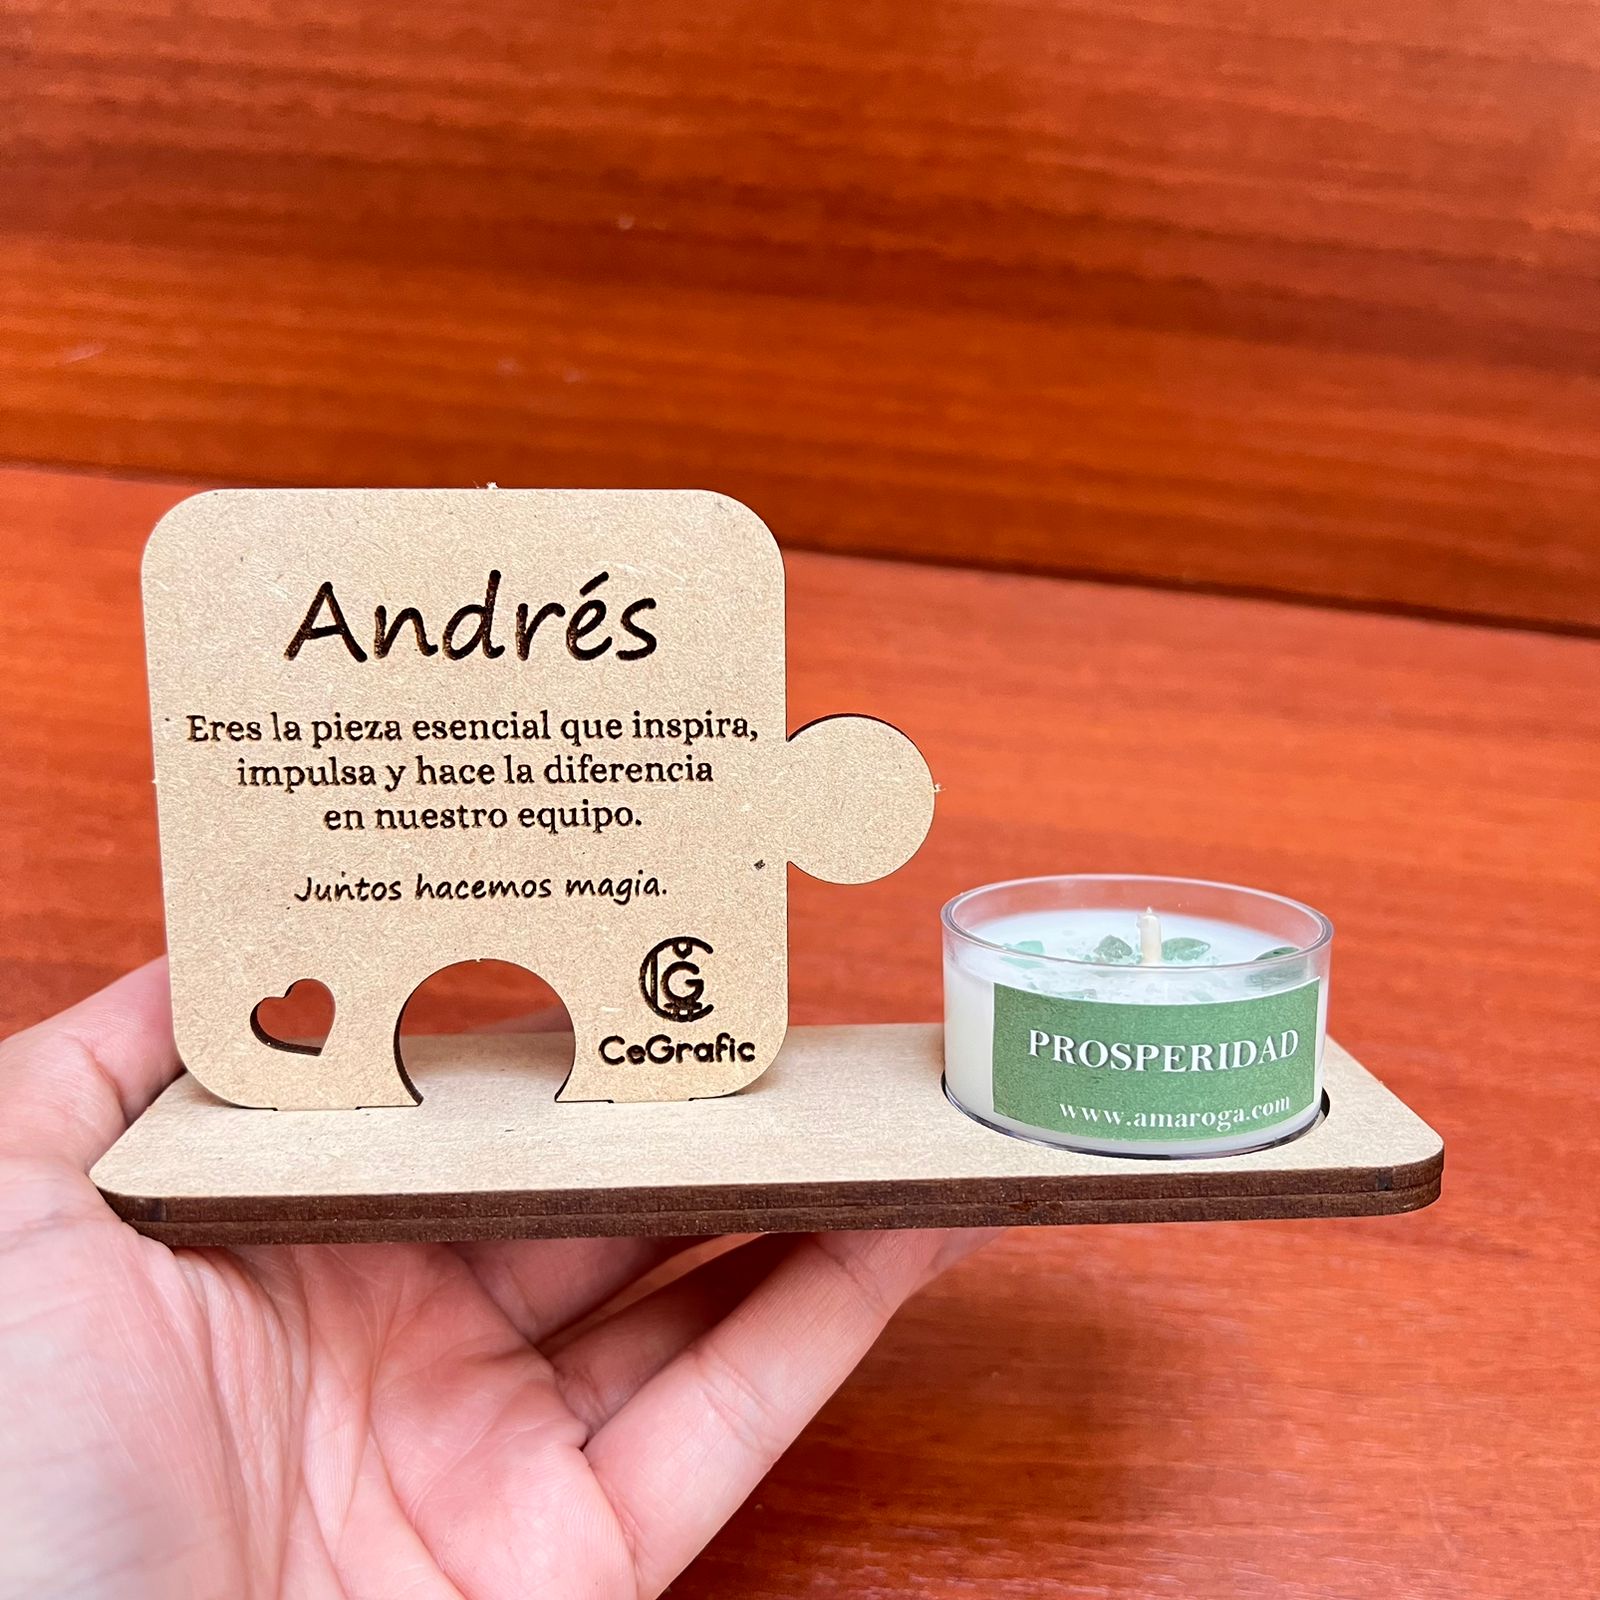 Andrés
Eres la pieza esencial que inspira,
impulsa y hace la diferencia
en nuestro equipo.
Juntos hacemos magia.
CG
CeGrafic
PROSPERIDAD
www.amaroga.com